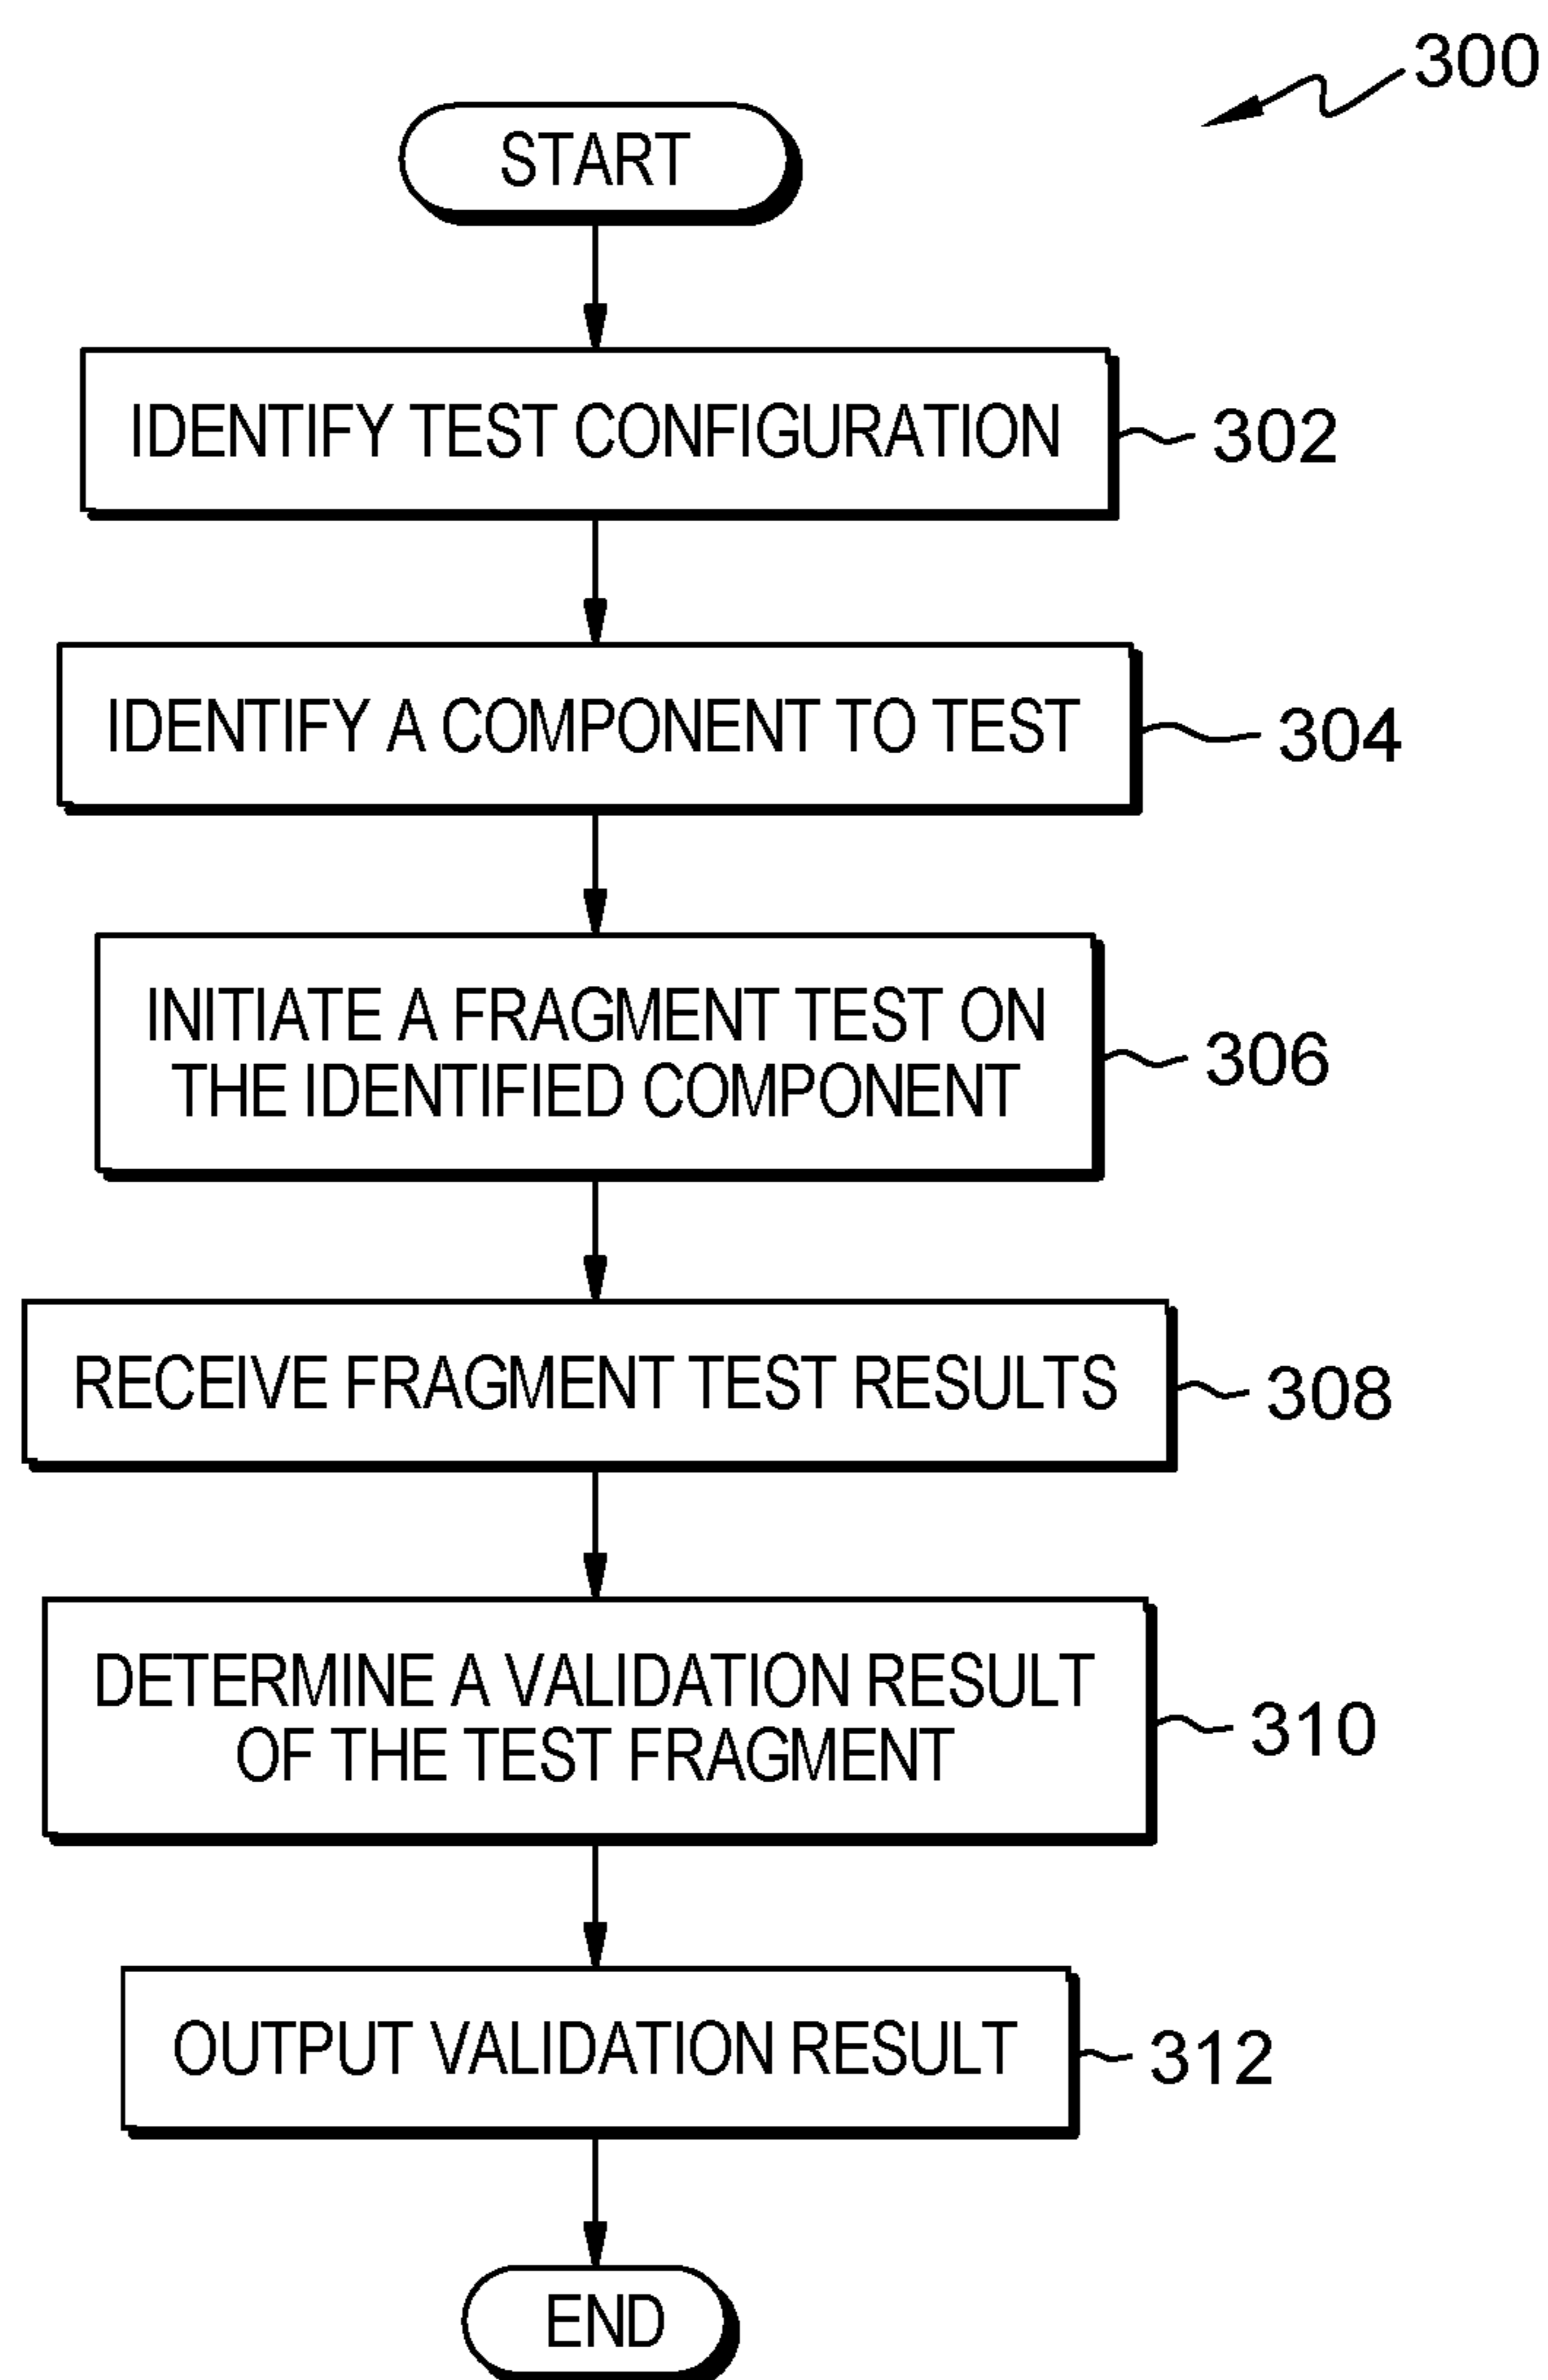 300
START
IDENTIFY TEST CONFIGURATION
302
IDENTIFY A COMPONENT TO TEST
304
INITIATE A FRAGMENT TEST ON
THE IDENTIFIED COMPONENT
306
RECEIVE FRAGMENT TEST RESULTS
308
DETERMINE A VALIDATION RESULT
OF THE TEST FRAGMENT
310
OUTPUT VALIDATION RESULT
312
END